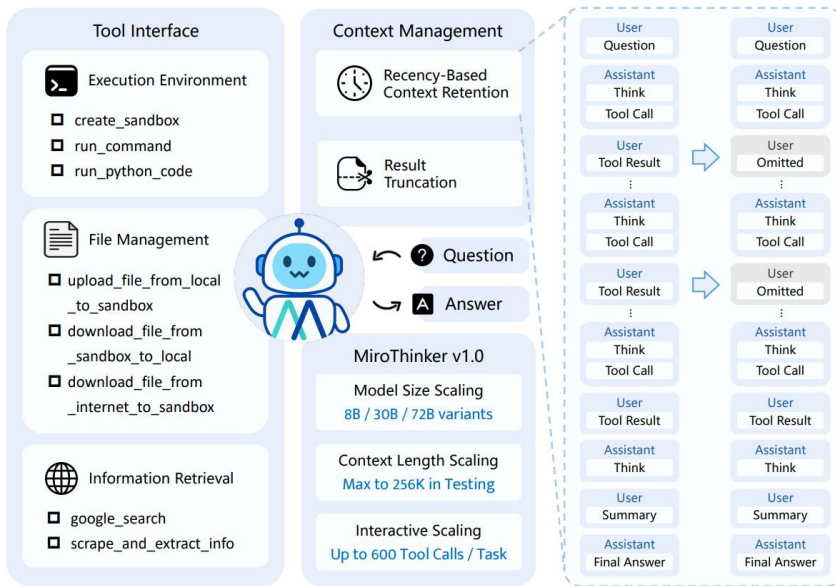 Tool Interface
Execution Environment
create_sandbox
run_command
run_python_code
File Management
upload_file_from_local
_to_sandbox
download_file_from
_sandbox_to_local
download_file_from
_internet_to_sandbox
Information Retrieval
google_search
scrape_and_extract_info
Context Management
Recency-Based
Context Retention
Result
Truncation
? Question
A Answer
MiroThinker v1.0
Model Size Scaling
8B / 30B / 72B variants
Context Length Scaling
Max to 256K in Testing
Interactive Scaling
Up to 600 Tool Calls / Task
User
Question
Assistant
Think
Tool Call
User
Tool Result
⋮
Assistant
Think
Tool Call
User
Tool Result
⋮
Assistant
Think
Tool Call
User
Tool Result
Assistant
Think
User
Summary
Assistant
Final Answer
User
Question
Assistant
Think
Tool Call
User
Omitted
⋮
Assistant
Think
Tool Call
User
Omitted
⋮
Assistant
Think
Tool Call
User
Tool Result
Assistant
Think
User
Summary
Assistant
Final Answer